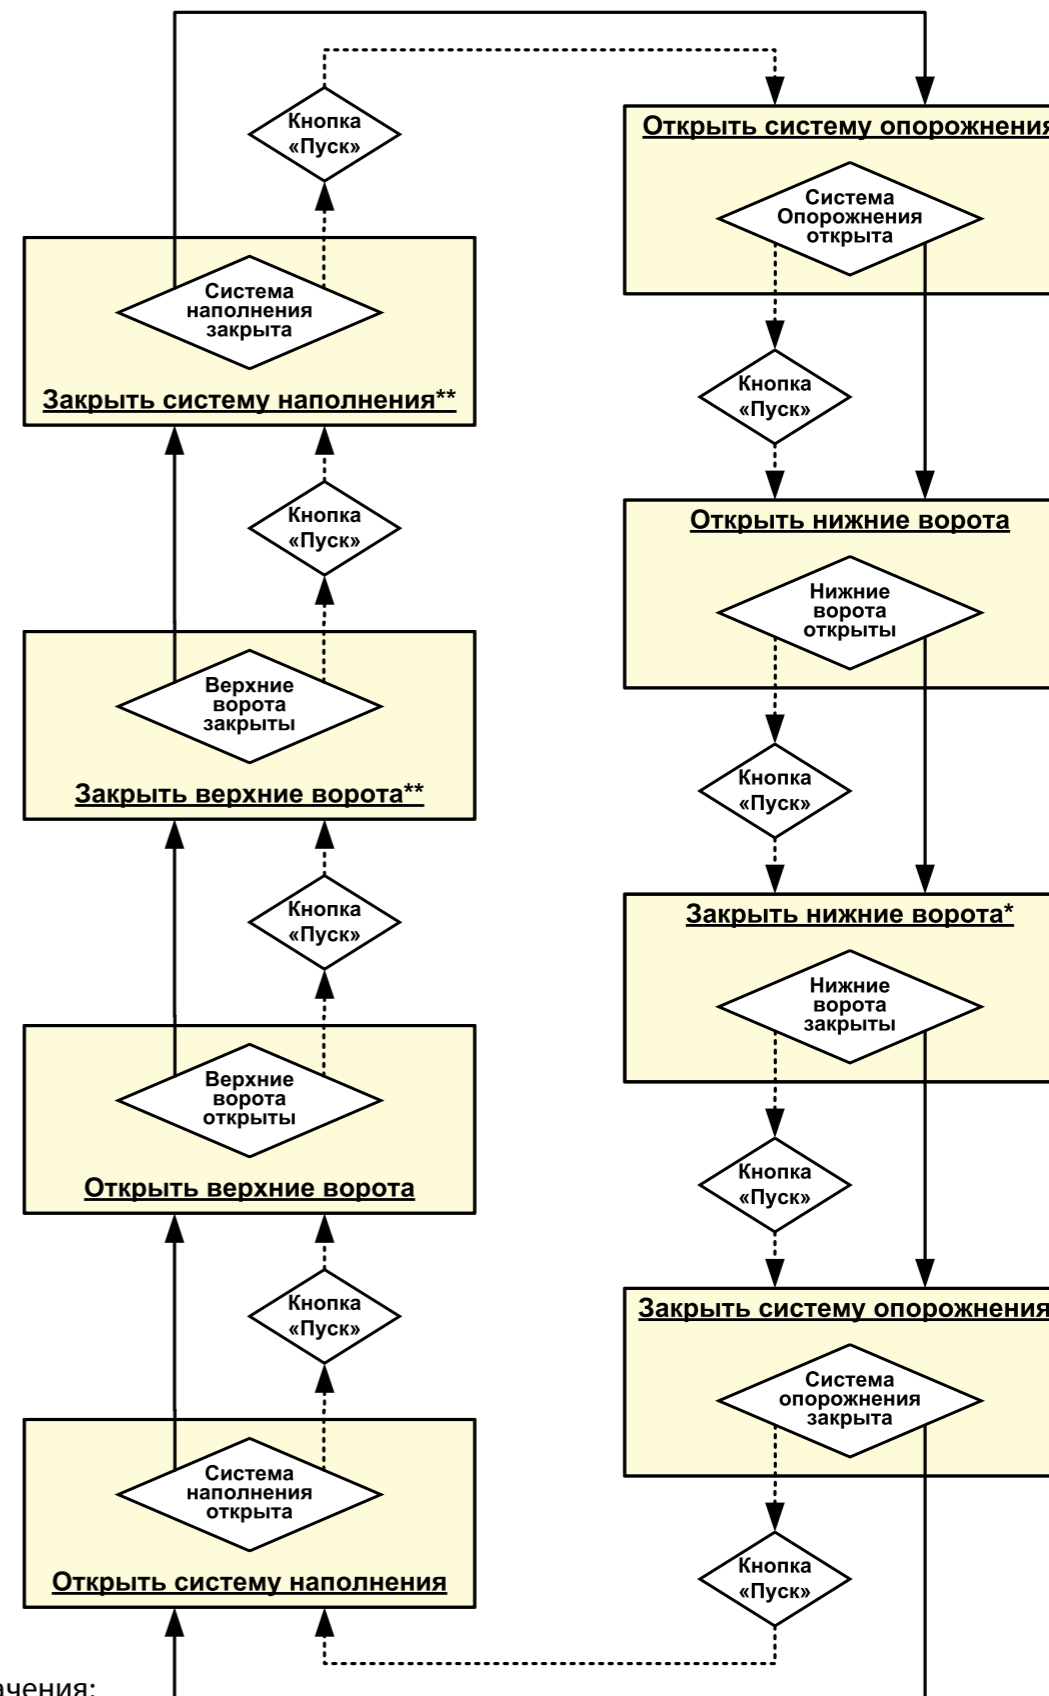 Кнопка
«Пуск»
Система
наполнения
закрыта
Закрыть систему наполнения**
Кнопка
«Пуск»
Верхние
ворота
закрыты
Закрыть верхние ворота**
Кнопка
«Пуск»
Верхние
ворота
открыты
Открыть верхние ворота
Кнопка
«Пуск»
Система
наполнения
открыта
Открыть систему наполнения
Открыть систему опорожнения
Система
Опорожнения
открыта
Кнопка
«Пуск»
Открыть нижние ворота
Нижние
ворота
открыты
Кнопка
«Пуск»
Закрыть нижние ворота*
Нижние
ворота
закрыты
Кнопка
«Пуск»
Закрыть систему опорожнения
Система
опорожнения
закрыта
Кнопка
«Пуск»